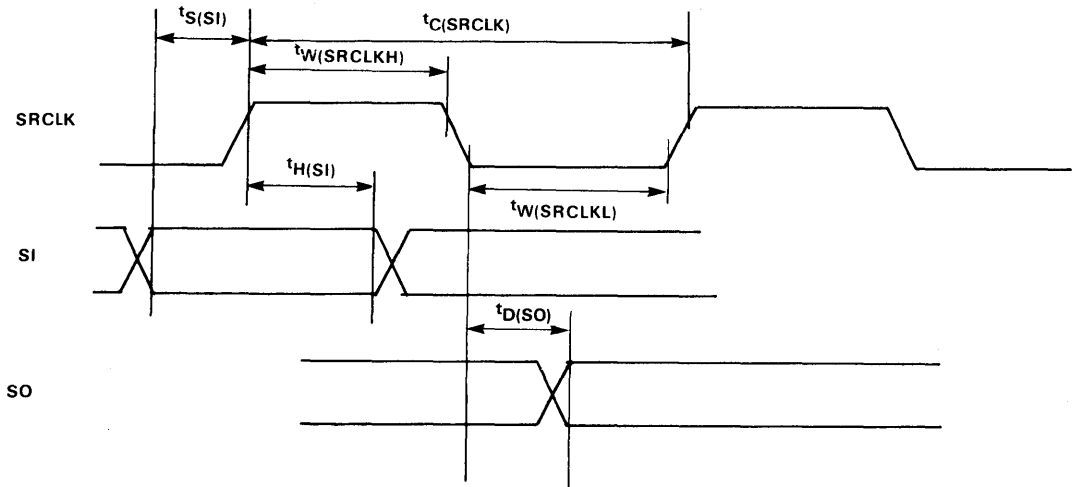 tS(SI)
tC(SRCLK)
tW(SRCLKH)
SRCLK
tH(SI)
tW(SRCLKL)
SI
tD(SO)
SO